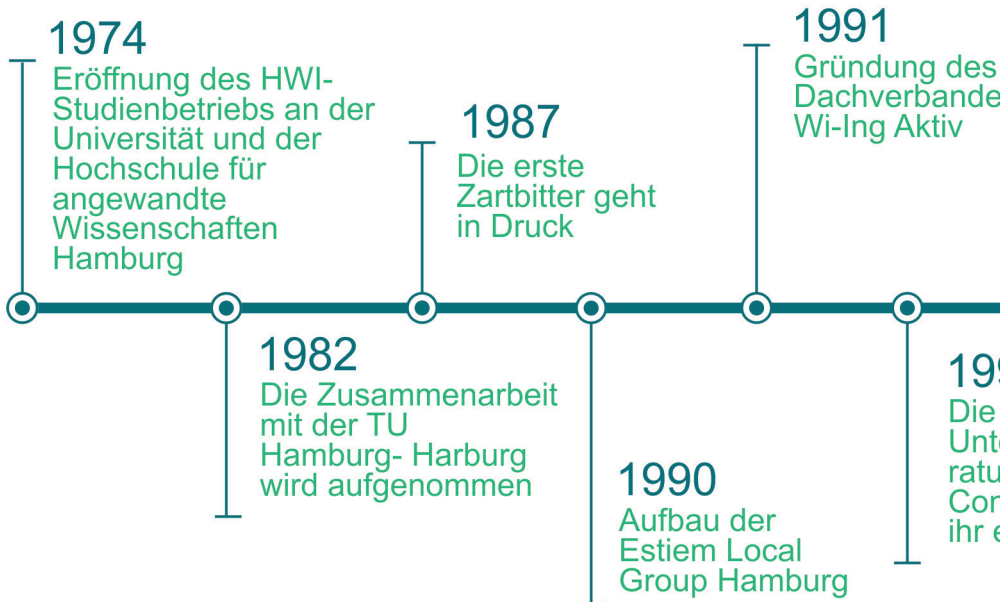 1974
Eröffnung des HWI-
Studienbetriebs an der
Universität und der
Hochschule für
angewandte
Wissenschaften
Hamburg
1982
Die Zusammenarbeit
mit der TU
Hamburg- Harburg
wird aufgenommen
1987
Die erste
Zartbitter geht
in Druck
1990
Aufbau der
Estiem Local
Group Hamburg
1991
Gründung des
Dachverbande
Wi-Ing Aktiv
Die